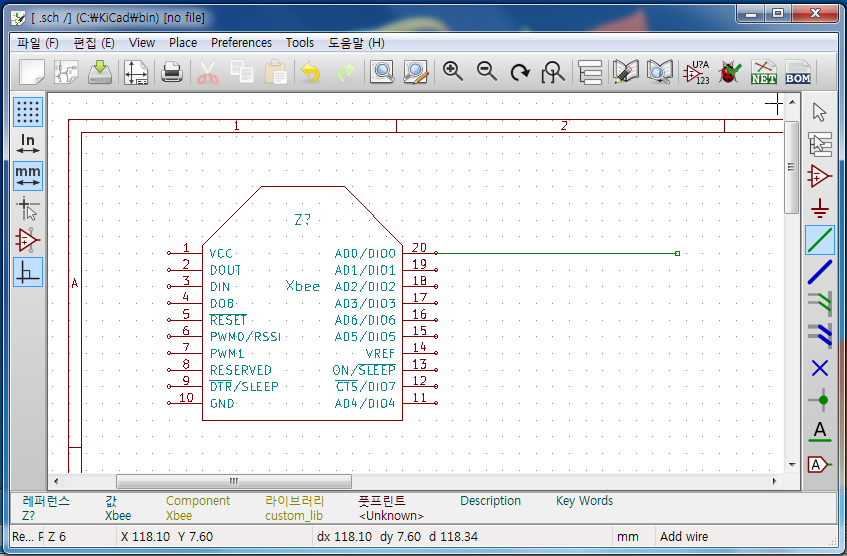 [ .sch /] (C:￦KiCad￦bin) [no file]
파일 (F) 편집 (E) View Place Preferences Tools 도움말 (H)
U?A
123
NET
BOM
In
mm
1 2
A
Z?
Xbee
1 VCC ADD/DIO0 20
2 DOUT AD1/DIO1 19
3 DIN AD2/DIO2 18
4 DOB AD3/DIO3 17
5 RESET AD6/DIO6 16
6 PWM0/RSSI AD5/DIO5 15
7 PWM1 VREF 14
8 RESERVED ON/SLEEP 13
9 DTR/SLEEP CTS/DIO7 12
10 GND AD4/DIO4 11
A
A
레퍼런스 값 Component 라이브러리 풋프린트 Description Key Words
Z? Xbee Xbee custom_lib <Unknown>
Re... F Z 6 X 118.10 Y 7.60 dx 118.10 dy 7.60 d 118.34 mm Add wire